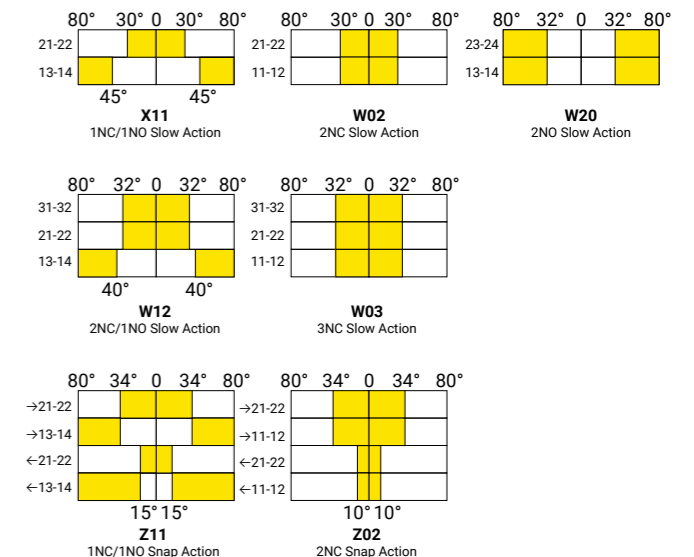 80° 30° 0 30° 80°
21-22
13-14
45° 45°
X11
1NC/1NO Slow Action
80° 32° 0 32° 80°
21-22
11-12
W02
2NC Slow Action
80° 32° 0 32° 80°
23-24
13-14
W20
2NO Slow Action
80° 32° 0 32° 80°
31-32
21-22
13-14
40° 40°
W12
2NC/1NO Slow Action
80° 32° 0 32° 80°
31-32
21-22
11-12
W03
3NC Slow Action
80° 34° 0 34° 80°
→21-22
→13-14
←21-22
←13-14
15° 15°
Z11
1NC/1NO Snap Action
80° 34° 0 34° 80°
→21-22
→11-12
←21-22
←11-12
10° 10°
Z02
2NC Snap Action